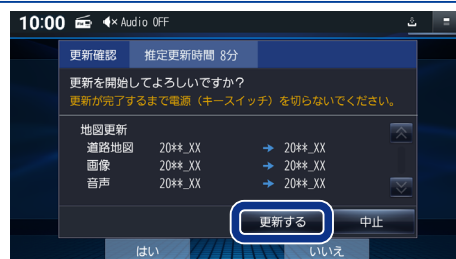 10:00 Audio OFF
更新確認 推定更新時間 8分
更新を開始してよろしいですか?
更新が完了するまで電源（キースイッチ）を切らないでください。
地図更新
道路地図 20**_XX → 20**_XX
画像 20**_XX → 20**_XX
音声 20**_XX → 20**_XX
更新する 中止
はい いいえ